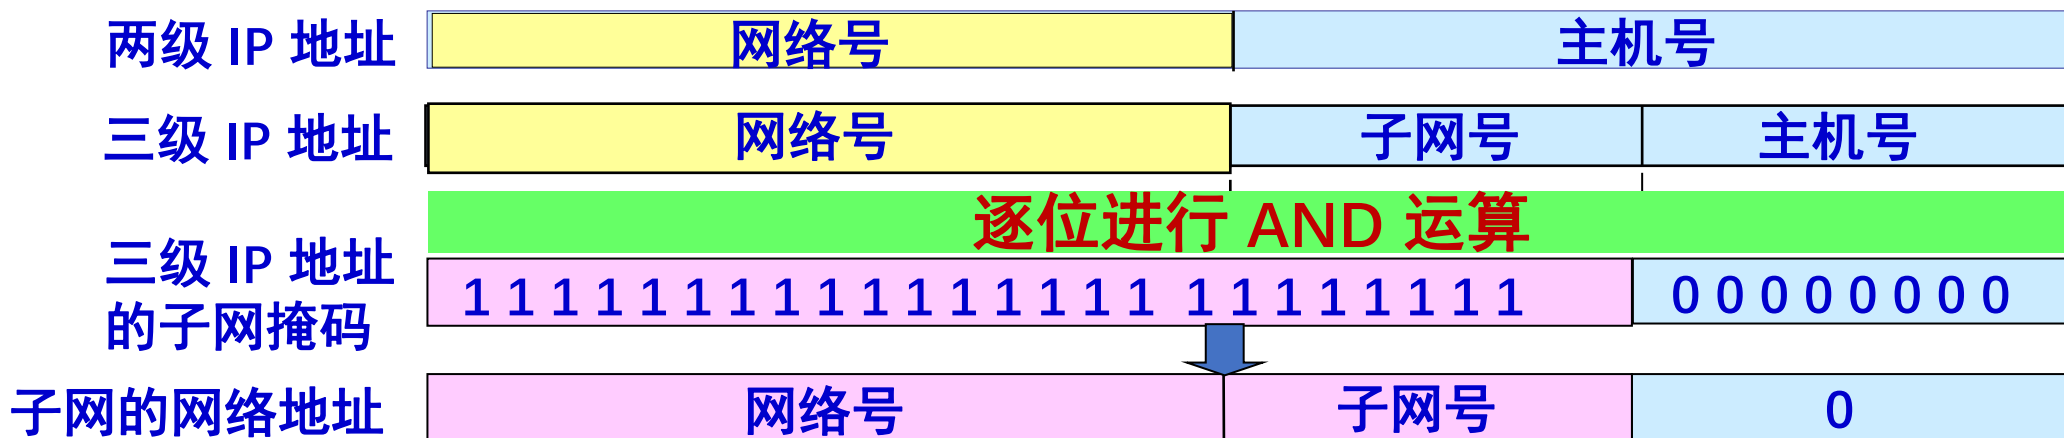 两级 IP 地址 网络号 主机号
三级 IP 地址 网络号 子网号 主机号
逐位进行 AND 运算
三级 IP 地址
的子网掩码
1 1 1 1 1 1 1 1 1 1 1 1 1 1 1 1 1 1 1 1 1 1 1 1 0 0 0 0 0 0 0 0
子网的网络地址 网络号 子网号 0